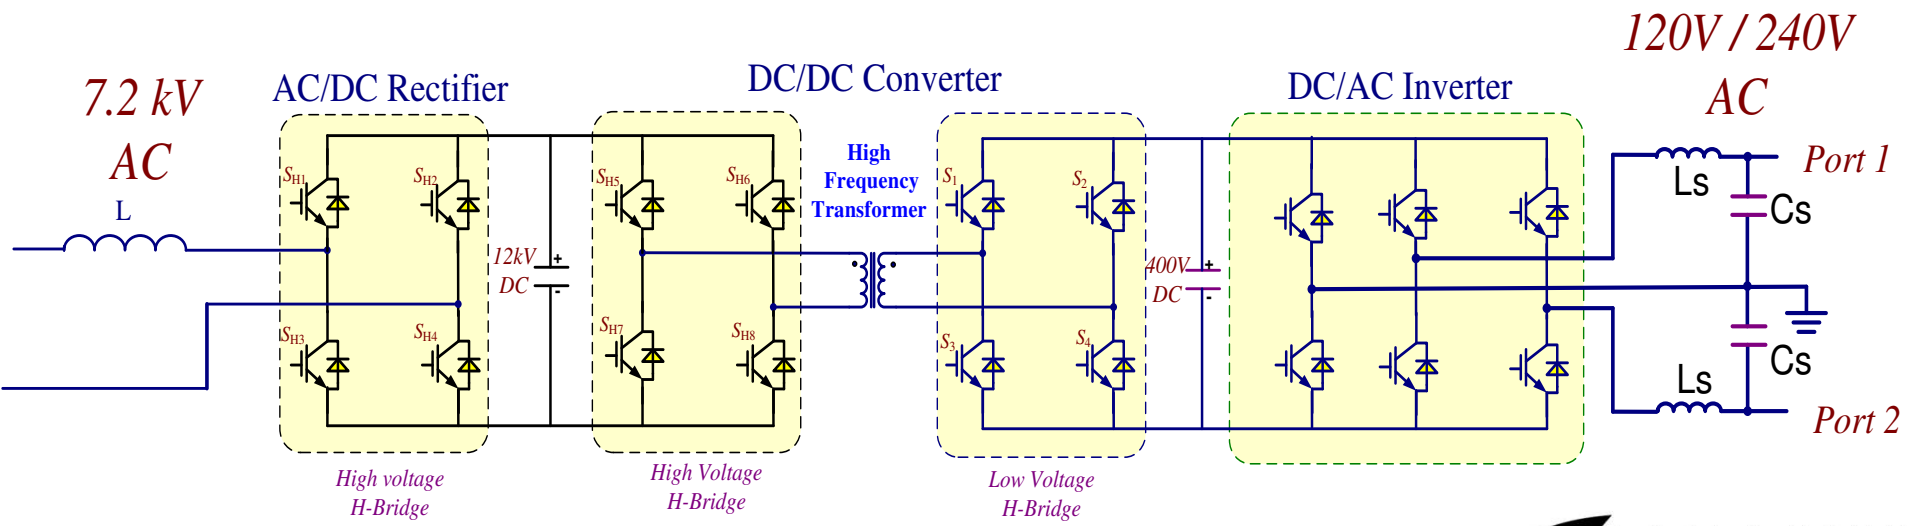 120V / 240V
AC
7.2 kV
AC
AC/DC Rectifier
DC/DC Converter
DC/AC Inverter
L
SH1
SH2
SH3
SH4
12kV
DC
+
-
SH5
SH6
SH7
SH8
High
Frequency
Transformer
S1
S2
S3
S4
400V
DC
+
-
Ls
Cs
Port 1
Ls
Cs
Port 2
High voltage
H-Bridge
High Voltage
H-Bridge
Low Voltage
H-Bridge